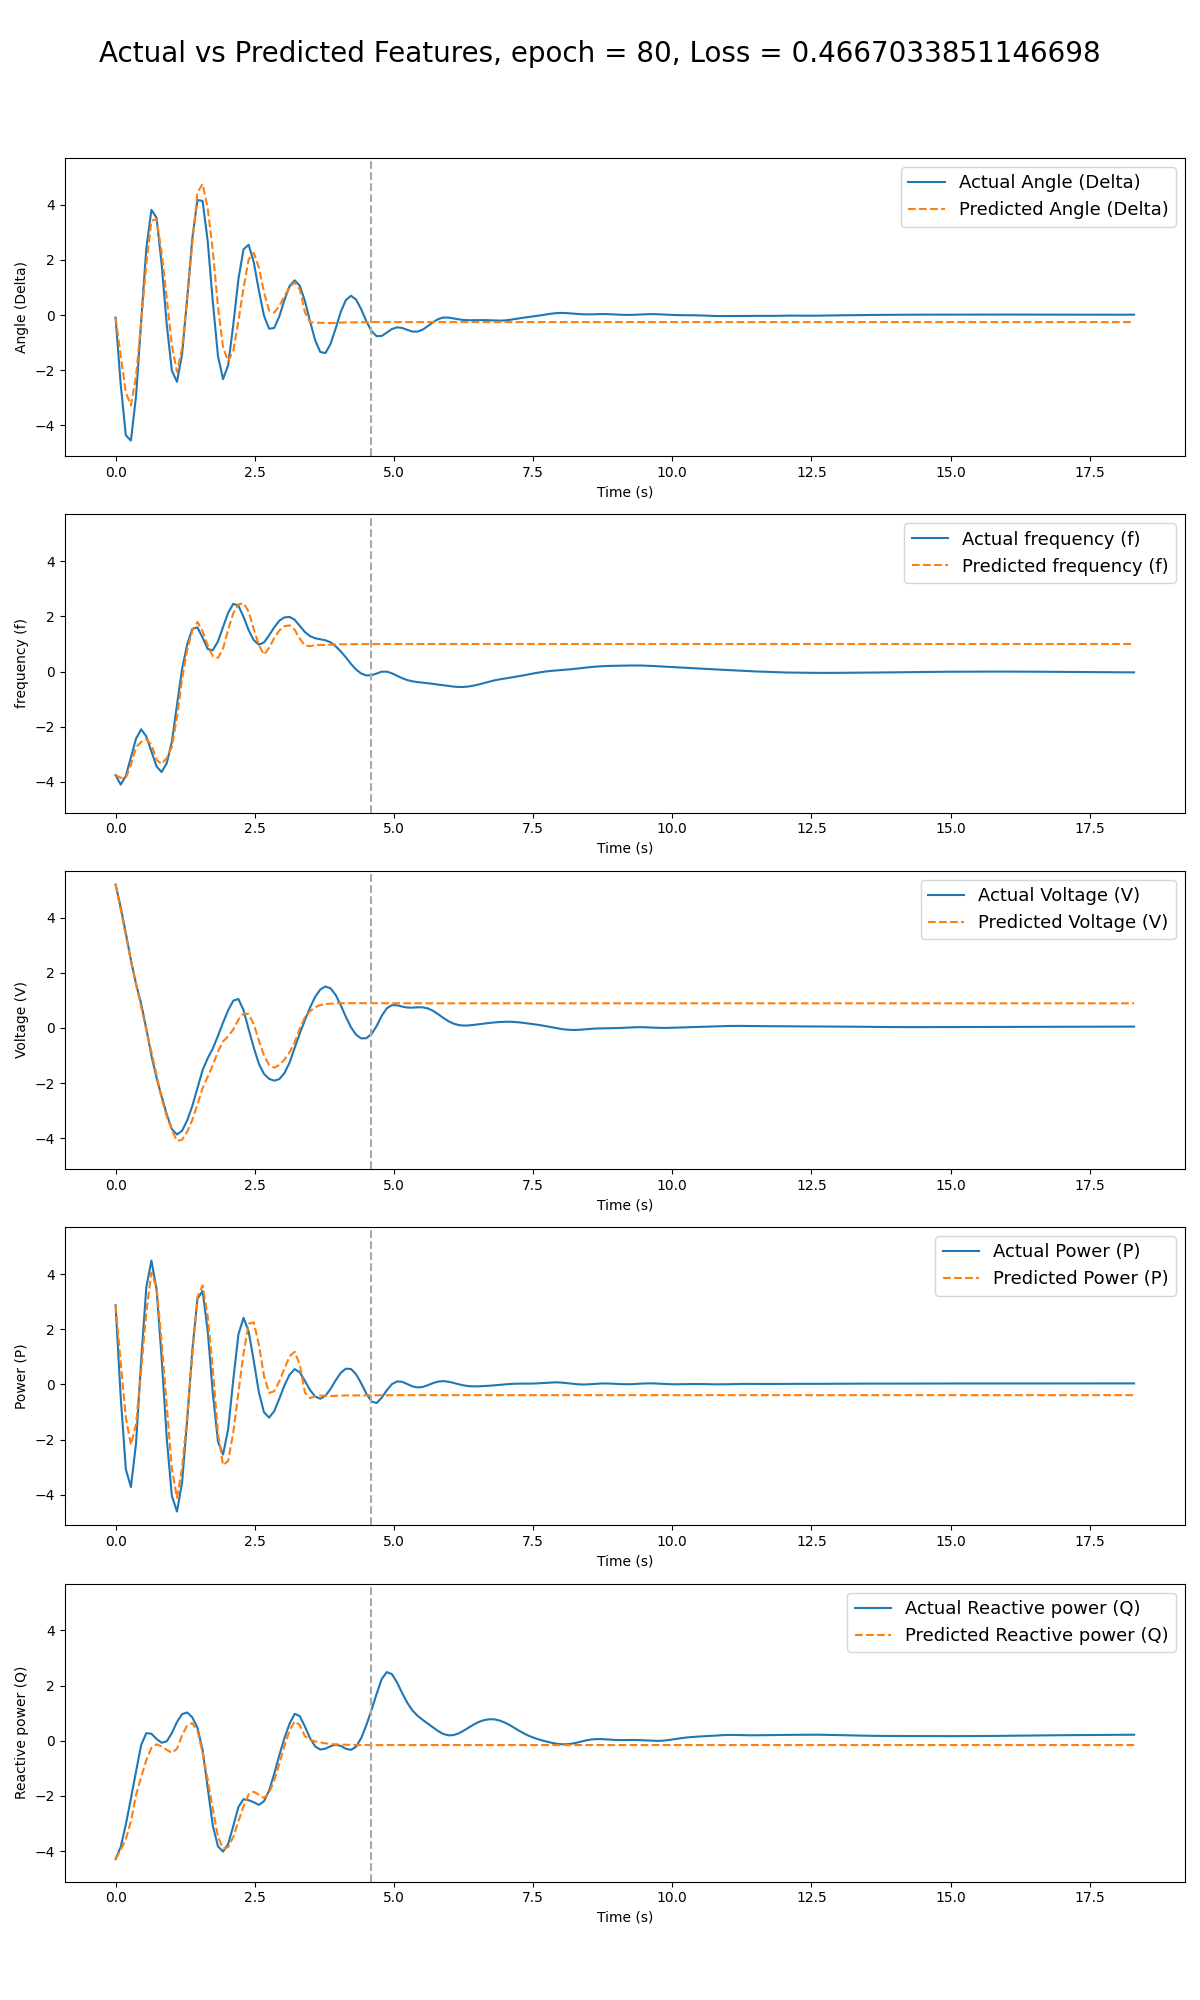 Actual vs Predicted Features, epoch = 80, Loss = 0.4667033851146698
Actual Angle (Delta)
Predicted Angle (Delta)
Angle (Delta)
4
2
0
−2
−4
0.0 2.5 5.0 7.5 10.0 12.5 15.0 17.5
Time (s)
Actual frequency (f)
Predicted frequency (f)
frequency (f)
4
2
0
−2
−4
0.0 2.5 5.0 7.5 10.0 12.5 15.0 17.5
Time (s)
Actual Voltage (V)
Predicted Voltage (V)
Voltage (V)
4
2
0
−2
−4
0.0 2.5 5.0 7.5 10.0 12.5 15.0 17.5
Time (s)
Actual Power (P)
Predicted Power (P)
Power (P)
4
2
0
−2
−4
0.0 2.5 5.0 7.5 10.0 12.5 15.0 17.5
Time (s)
Actual Reactive power (Q)
Predicted Reactive power (Q)
Reactive power (Q)
4
2
0
−2
−4
0.0 2.5 5.0 7.5 10.0 12.5 15.0 17.5
Time (s)